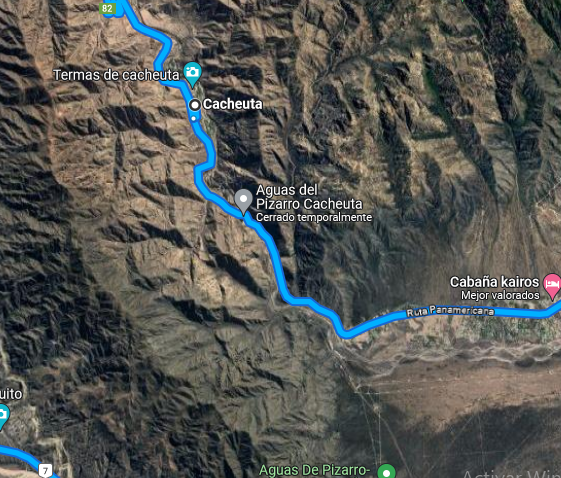 82
Termas de cacheuta
Cacheuta
Aguas del
Pizarro Cacheuta
Cerrado temporalmente
Cabaña kairos
Mejor valorados
Ruta Panamericana
uito
7
Aguas De Pizarro-
Activar Win